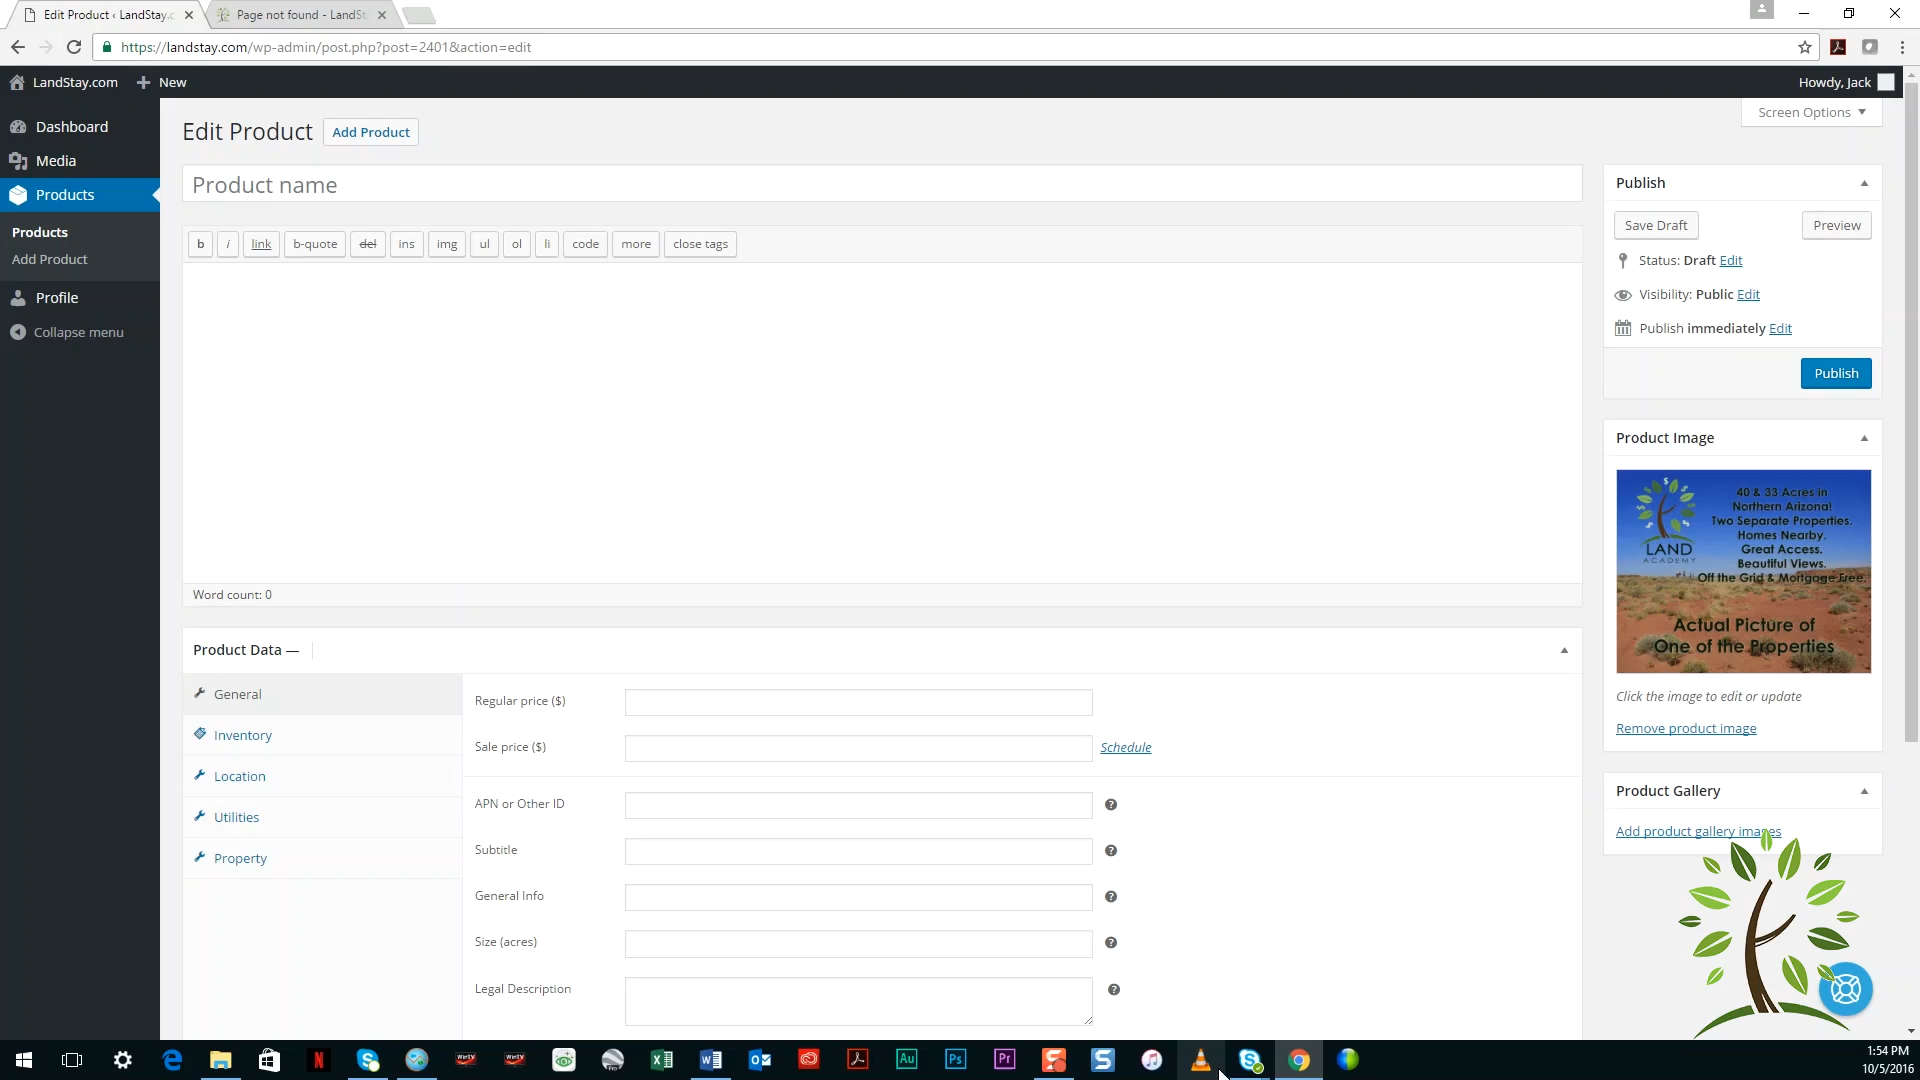 Edit Product ‹ LandStay.c
Page not found - LandSt
https://landstay.com/wp-admin/post.php?post=2401&action=edit
LandStay.com
New
Howdy, Jack
Screen Options
Dashboard
Media
Products
Products
Add Product
Profile
Collapse menu
Edit Product
Add Product
Product name
b
i
link
b-quote
del
ins
img
ul
ol
li
code
more
close tags
Word count: 0
Product Data —
General
Inventory
Location
Utilities
Property
Regular price ($)
Sale price ($)
Schedule
APN or Other ID
Subtitle
General Info
Size (acres)
Legal Description
Publish
Save Draft
Preview
Status: Draft Edit
Visibility: Public Edit
Publish immediately Edit
Publish
Product Image
LAND
ACADEMY
40 & 33 Acres in
Northern Arizona!
Two Separate Properties.
Homes Nearby.
Great Access.
Beautiful Views.
Off the Grid & Mortgage Free.
Actual Picture of
One of the Properties
Click the image to edit or update
Remove product image
Product Gallery
Add product gallery images
1:54 PM
10/5/2016